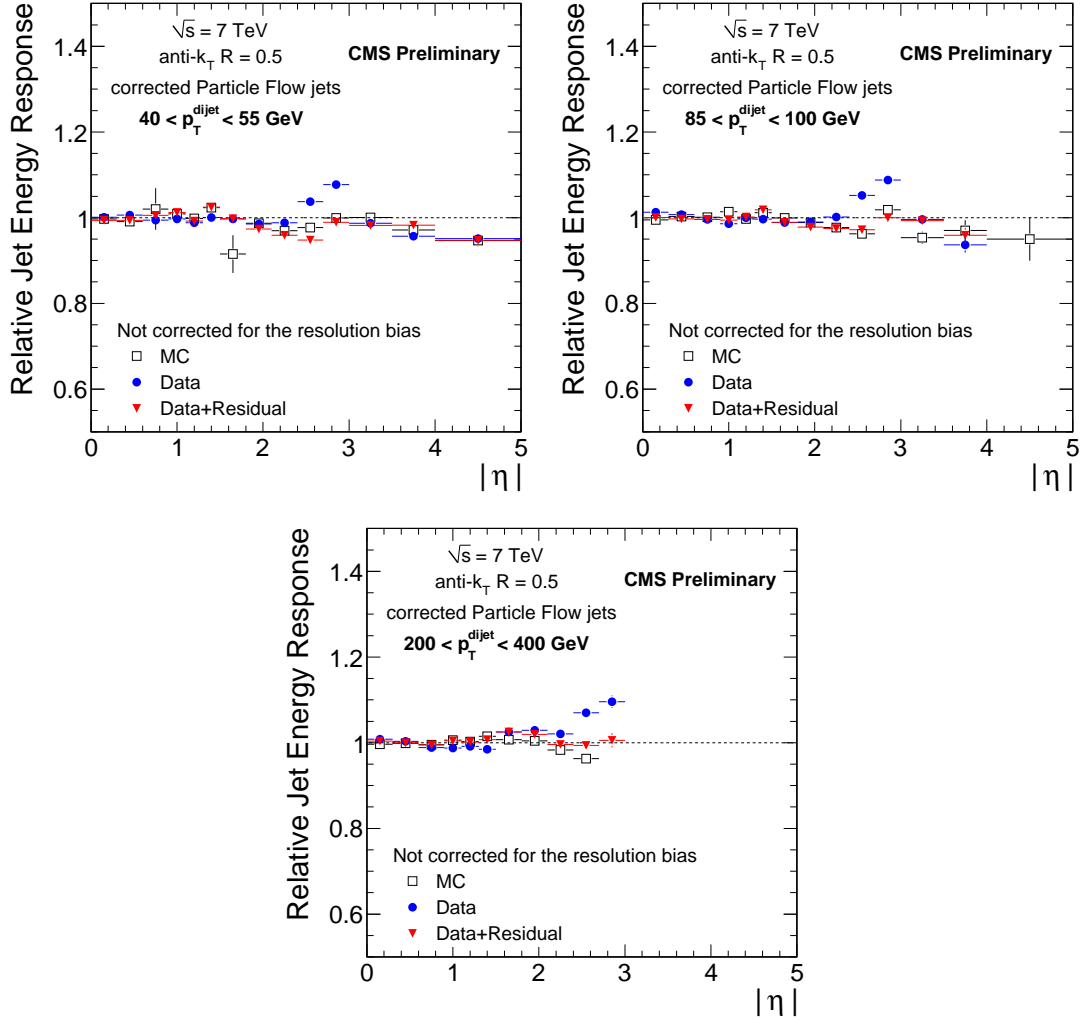 √s = 7 TeV
anti-k_T R = 0.5
CMS Preliminary
corrected Particle Flow jets
40 < p_T^dijet < 55 GeV
Relative Jet Energy Response
1.4
1.2
1
0.8
0.6
Not corrected for the resolution bias
MC
Data
Data+Residual
0 1 2 3 4 5
|η|
√s = 7 TeV
anti-k_T R = 0.5
CMS Preliminary
corrected Particle Flow jets
85 < p_T^dijet < 100 GeV
Relative Jet Energy Response
1.4
1.2
1
0.8
0.6
Not corrected for the resolution bias
MC
Data
Data+Residual
0 1 2 3 4 5
|η|
√s = 7 TeV
anti-k_T R = 0.5
CMS Preliminary
corrected Particle Flow jets
200 < p_T^dijet < 400 GeV
Relative Jet Energy Response
1.4
1.2
1
0.8
0.6
Not corrected for the resolution bias
MC
Data
Data+Residual
0 1 2 3 4 5
|η|